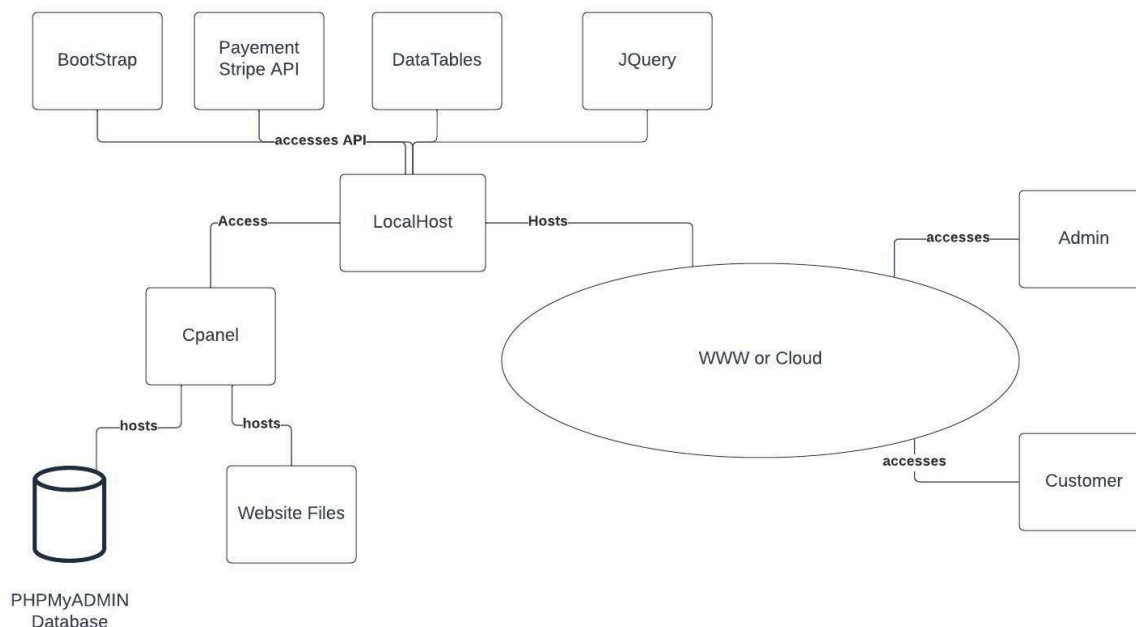 BootStrap
Payement
Stripe API
DataTables
JQuery
accesses API
LocalHost
Access
Hosts
accesses
Admin
Cpanel
WWW or Cloud
hosts
hosts
accesses
Customer
Website Files
PHPMyADMIN
Database